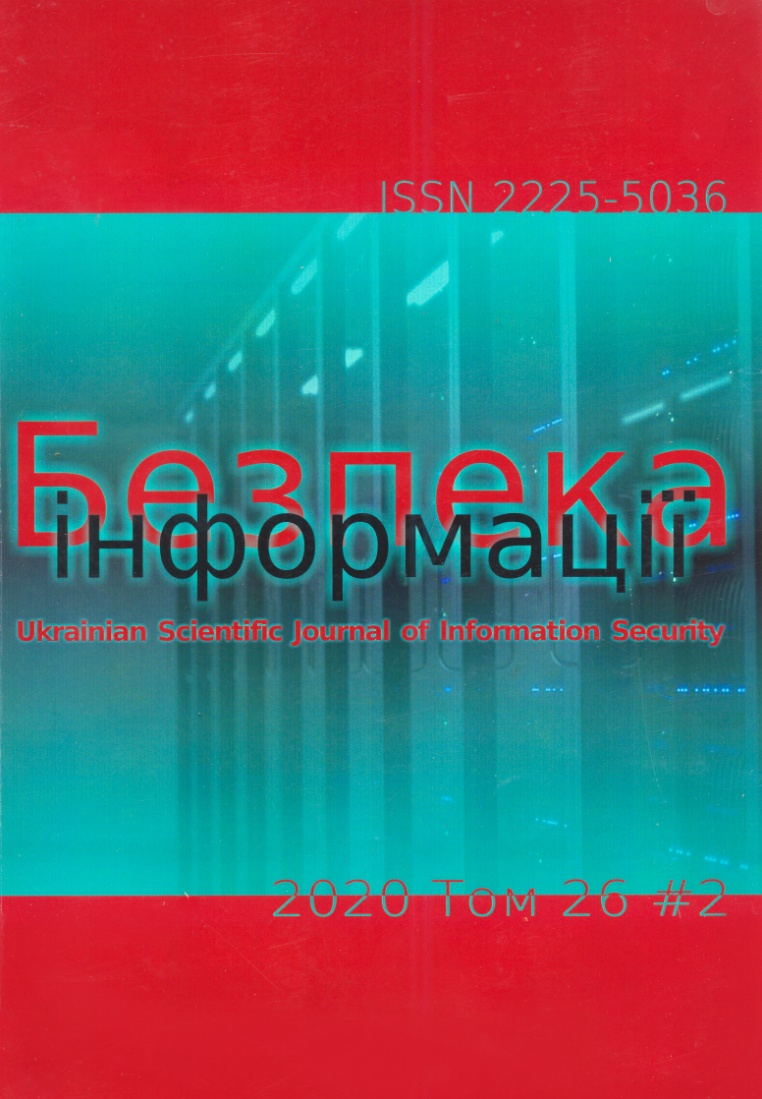 ISSN 2225-5036
Безпека
інформації
Ukrainian Scientific Journal of Information Security
2020 Том 26 #2